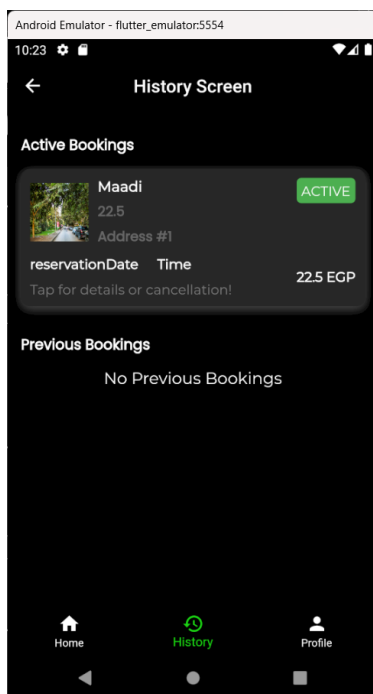 Android Emulator - flutter_emulator:5554
10:23
History Screen
Active Bookings
Maadi
ACTIVE
22.5
Address #1
reservationDate Time
22.5 EGP
Tap for details or cancellation!
Previous Bookings
No Previous Bookings
Home History Profile